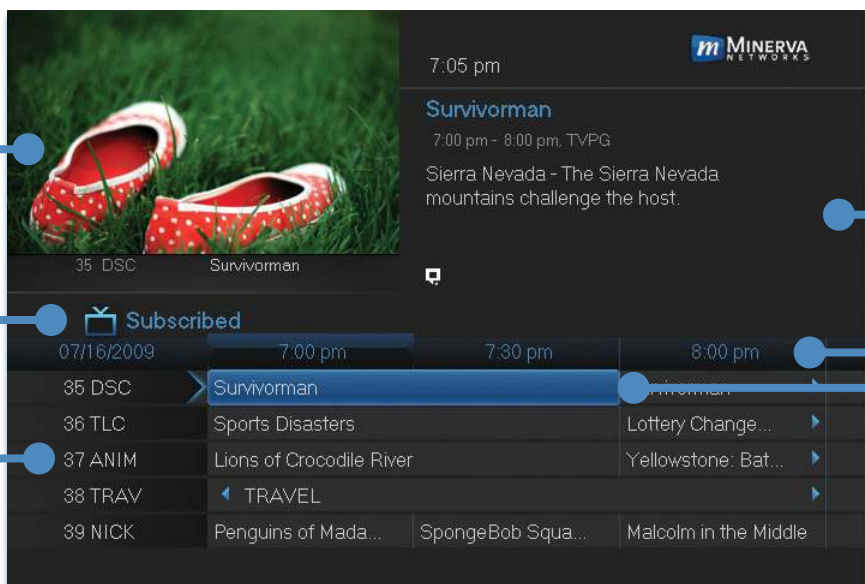 7:05 pm
m MINERVA
NETWORKS
Survivorman
7:00 pm - 8:00 pm, TVPG
Sierra Nevada - The Sierra Nevada
mountains challenge the host.
35 DSC Survivorman
Subscribed
07/16/2009 7:00 pm 7:30 pm 8:00 pm
35 DSC Survivorman Survivorman
36 TLC Sports Disasters Lottery Change...
37 ANIM Lions of Crocodile River Yellowstone: Bat...
38 TRAV TRAVEL
39 NICK Penguins of Mada... SpongeBob Squa... Malcolm in the Middle